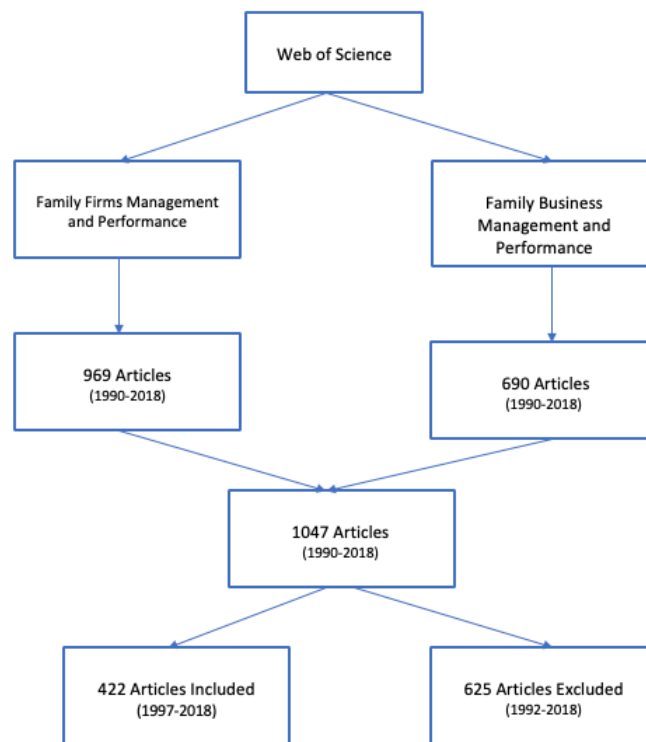 Web of Science
Family Firms Management
and Performance
Family Business
Management and
Performance
969 Articles
(1990-2018)
690 Articles
(1990-2018)
1047 Articles
(1990-2018)
422 Articles Included
(1997-2018)
625 Articles Excluded
(1992-2018)